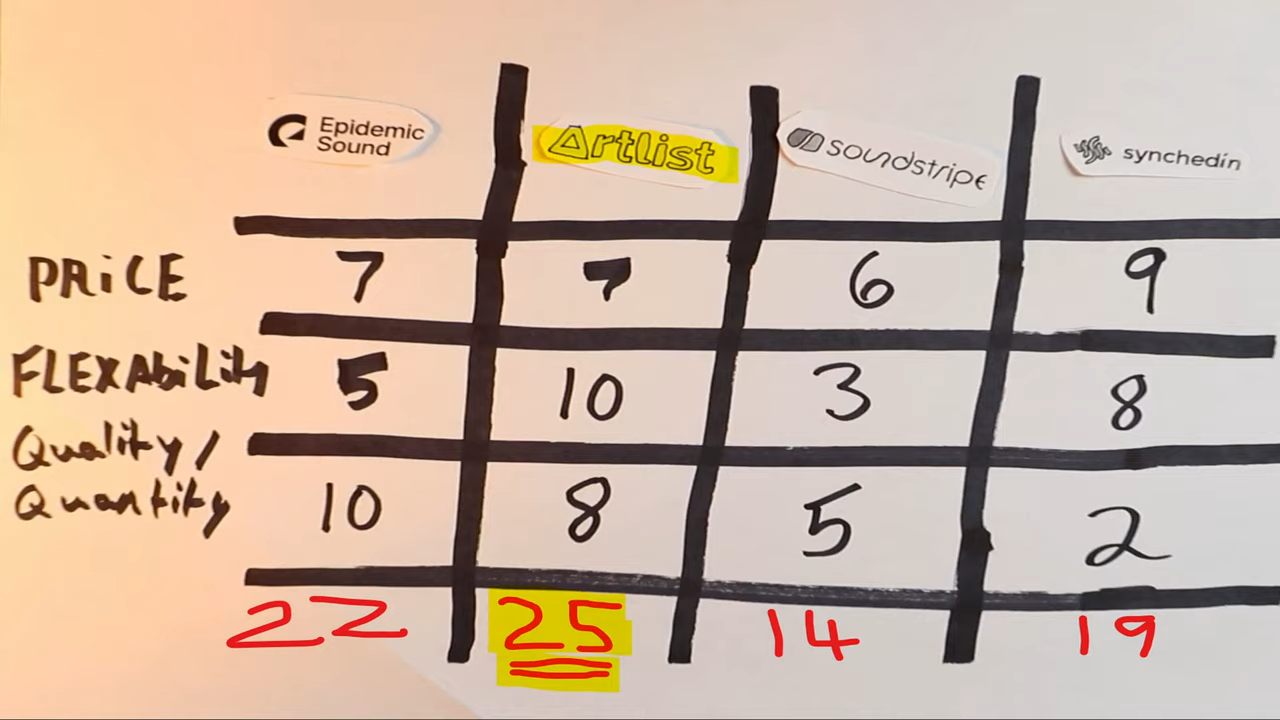 Epidemic
Sound
Artlist
soundstripe
synchedin
PRiCE 7 7 6 9
FLEXAbiLity 5 10 3 8
Quality/
Quantity 10 8 5 2
22 25 14 19